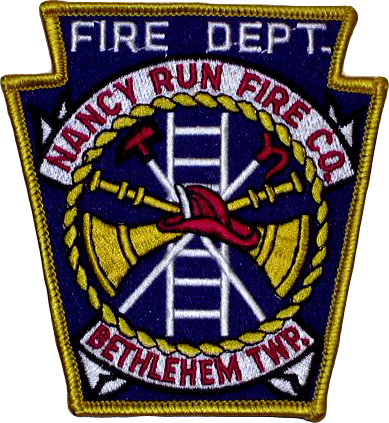 FIRE DEPT.
NANCY RUN FIRE CO.
BETHLEHEM TWP.